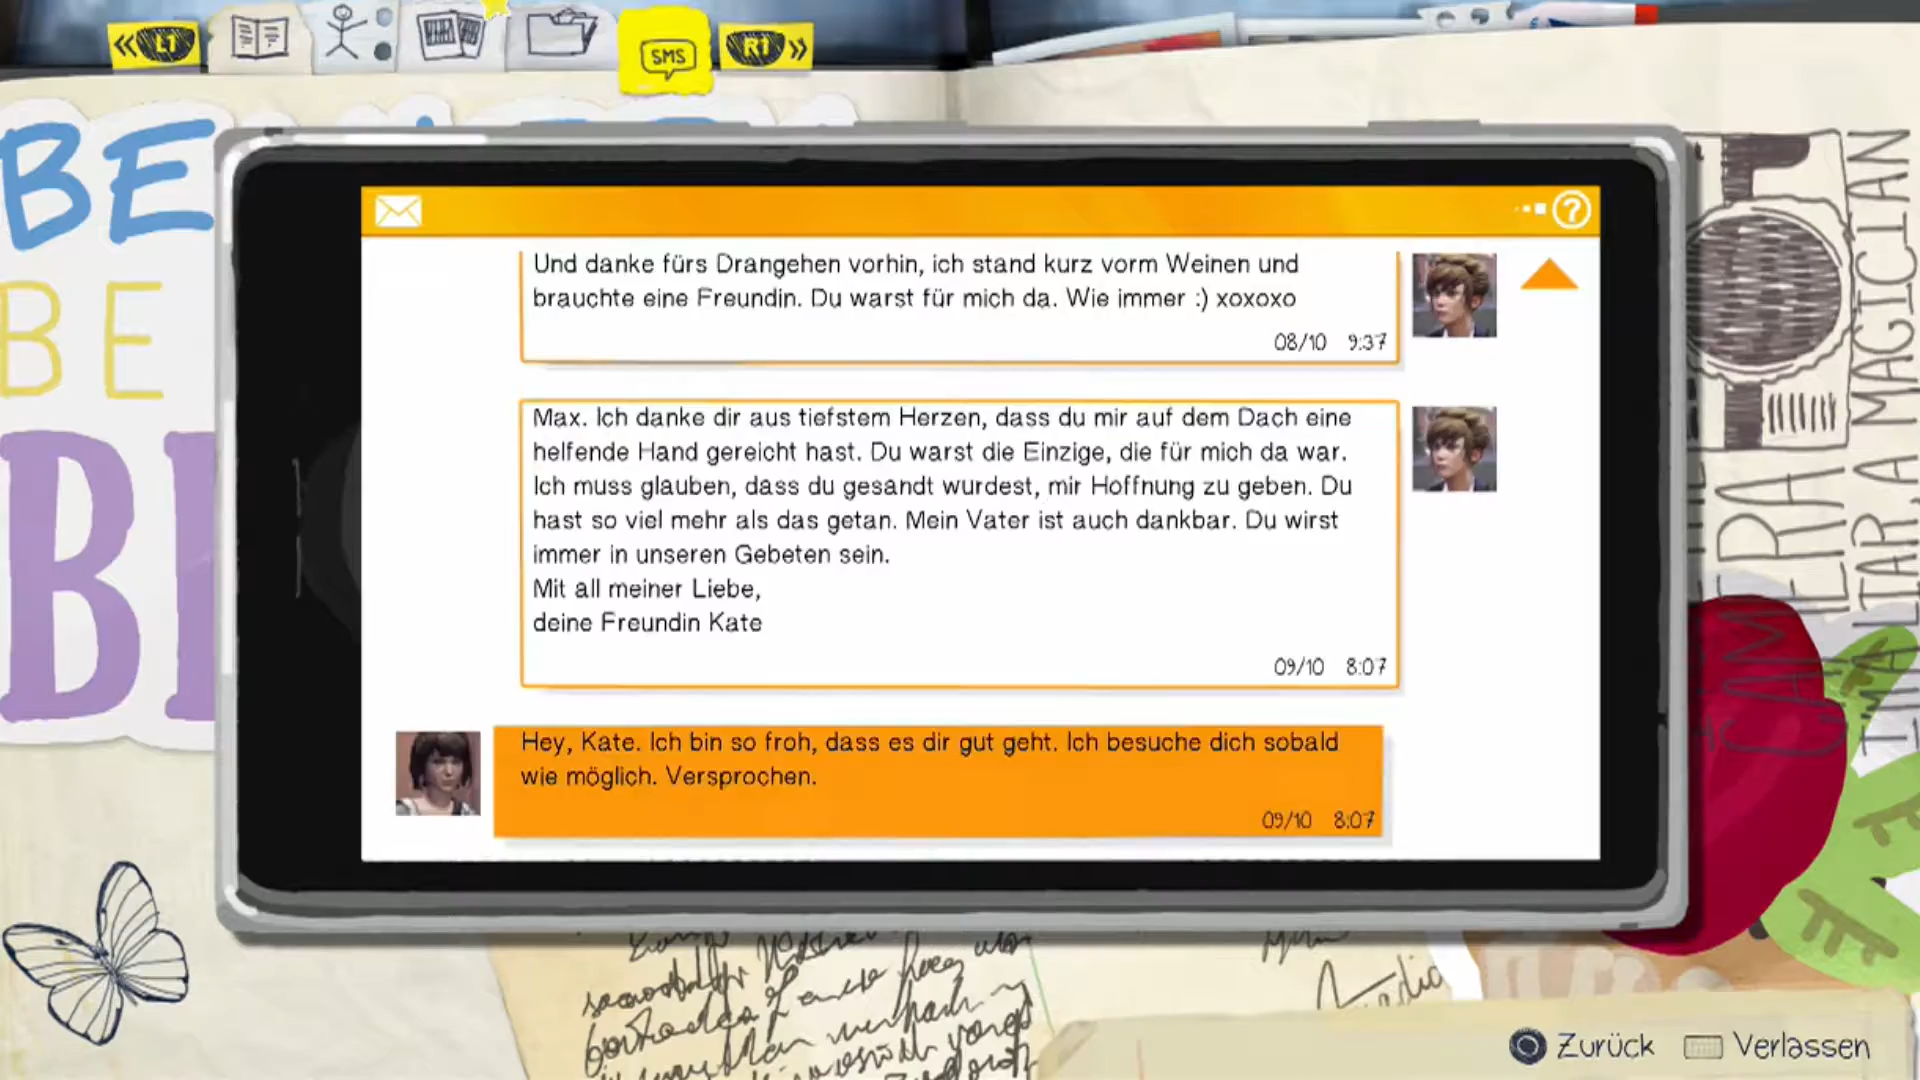 L1
SMS
R1
BE
BE
Und danke fürs Drangehen vorhin, ich stand kurz vorm Weinen und
brauchte eine Freundin. Du warst für mich da. Wie immer :) xoxoxo
08/10 9:37
Max. Ich danke dir aus tiefstem Herzen, dass du mir auf dem Dach eine
helfende Hand gereicht hast. Du warst die Einzige, die für mich da war.
Ich muss glauben, dass du gesandt wurdest, mir Hoffnung zu geben. Du
hast so viel mehr als das getan. Mein Vater ist auch dankbar. Du wirst
immer in unseren Gebeten sein.
Mit all meiner Liebe,
deine Freundin Kate
09/10 8:07
Hey, Kate. Ich bin so froh, dass es dir gut geht. Ich besuche dich sobald
wie möglich. Versprochen.
09/10 8:07
MAGICIAN
Zurück
Verlassen